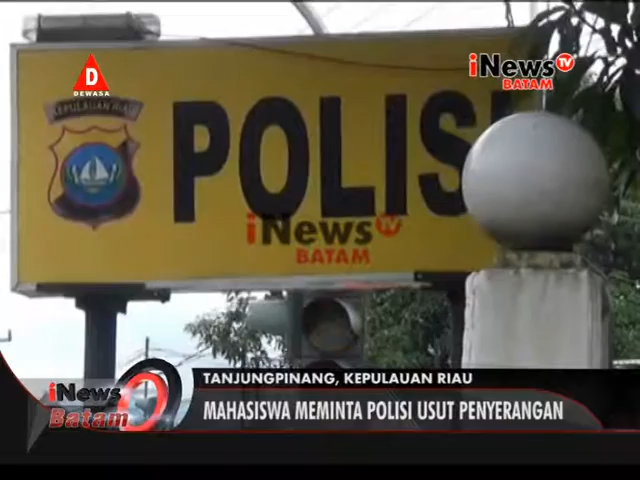 D
DEWASA
iNews TV
BATAM
KEPULAUAN RIAU
POLISI
iNews TV
BATAM
iNews
Batam
TANJUNGPINANG, KEPULAUAN RIAU
MAHASISWA MEMINTA POLISI USUT PENYERANGAN